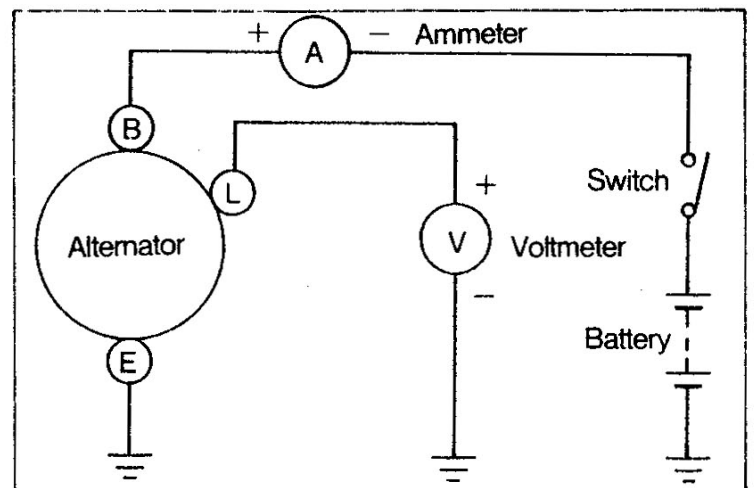 + A − Ammeter
B
L
Switch
+
Alternator
V Voltmeter
−
Battery
E